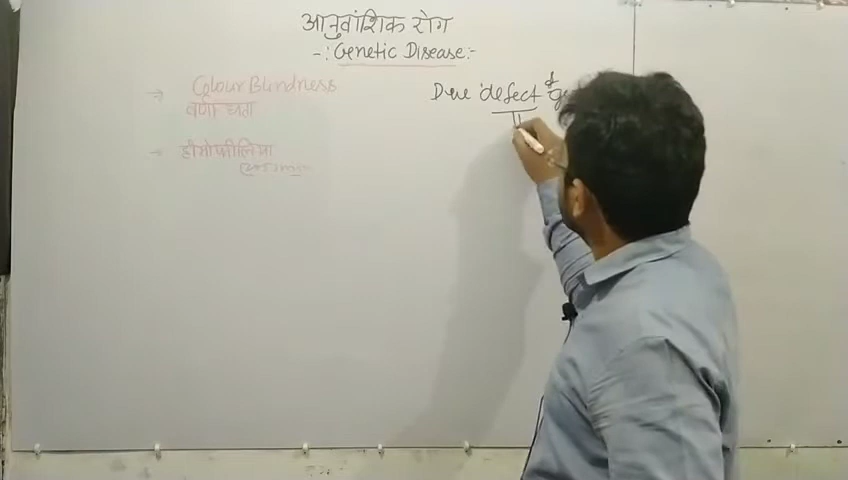 आनुवांशिक रोग
-: Genetic Disease:-
→ Colour Blindness
वर्णांधता
→ हीमोफीलिया
Due defect of